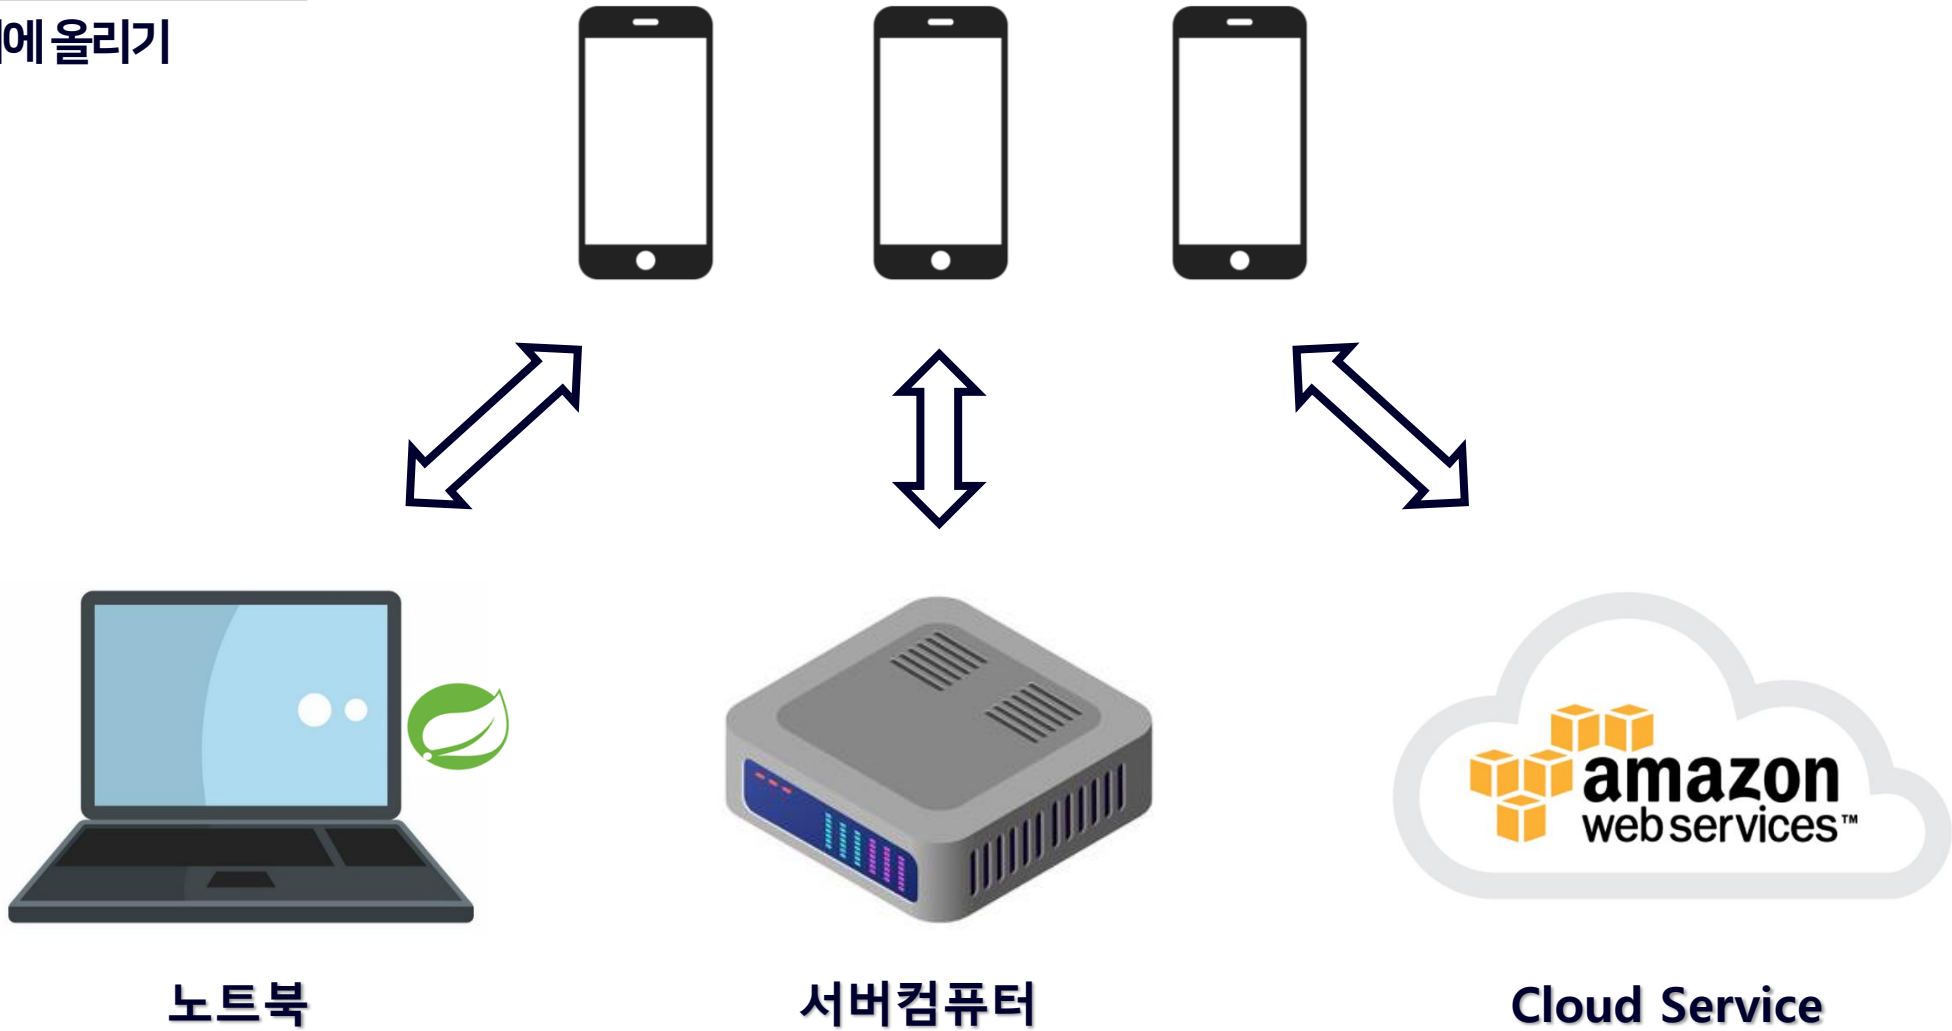 에 올리기
amazon
web services™
노트북
서버컴퓨터
Cloud Service